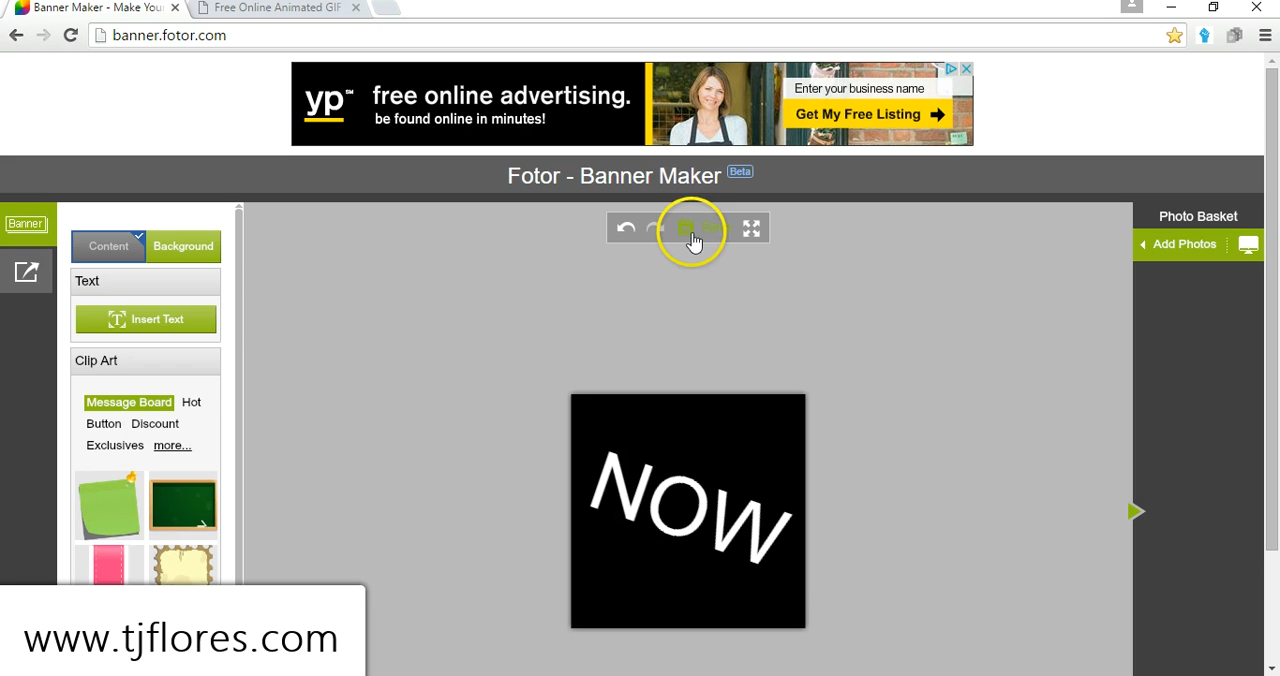 Banner Maker - Make Your
Free Online Animated GIF
banner.fotor.com
yp™
free online advertising.
be found online in minutes!
Enter your business name
Get My Free Listing
Fotor - Banner Maker Beta
Banner
Content
Background
Text
Insert Text
Clip Art
Message Board Hot
Button Discount
Exclusives more...
NOW
Photo Basket
Add Photos
www.tjflores.com